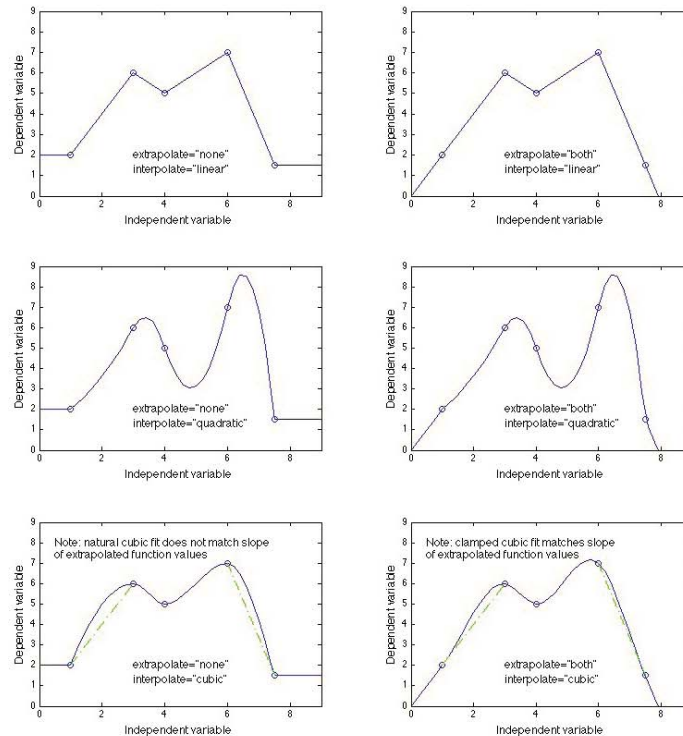 9
8
7
6
5
4
3
2
1
0
Dependent variable
extrapolate="none"
interpolate="linear"
0 2 4 6 8
Independent variable
9
8
7
6
5
4
3
2
1
0
Dependent variable
extrapolate="both"
interpolate="linear"
0 2 4 6 8
Independent variable
9
8
7
6
5
4
3
2
1
0
Dependent variable
extrapolate="none"
interpolate="quadratic"
0 2 4 6 8
Independent variable
9
8
7
6
5
4
3
2
1
0
Dependent variable
extrapolate="both"
interpolate="quadratic"
0 2 4 6 8
Independent variable
9
8
7
6
5
4
3
2
1
0
Dependent variable
Note: natural cubic fit does not match slope
of extrapolated function values
extrapolate="none"
interpolate="cubic"
0 2 4 6 8
Independent variable
9
8
7
6
5
4
3
2
1
0
Dependent variable
Note: clamped cubic fit matches slope
of extrapolated function values
extrapolate="both"
interpolate="cubic"
0 2 4 6 8
Independent variable